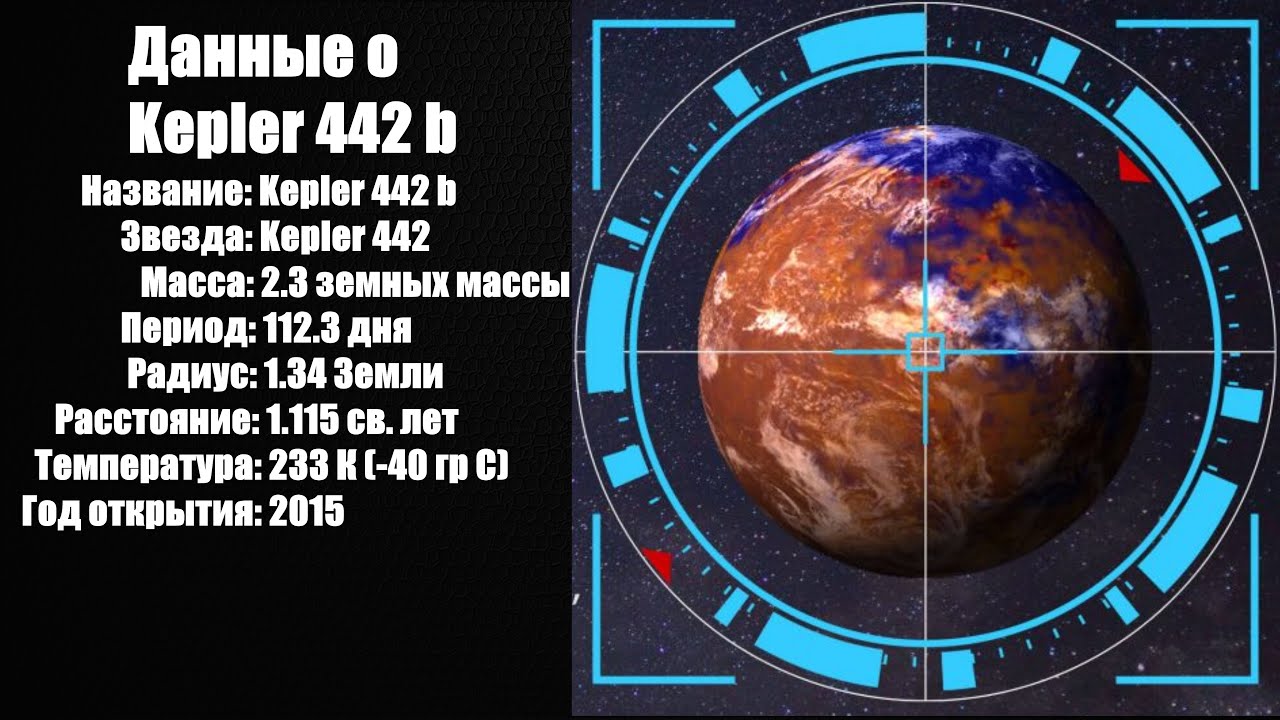 Данные о
Kepler 442 b
Название: Kepler 442 b
Звезда: Kepler 442
Масса: 2.3 земных массы
Период: 112.3 дня
Радиус: 1.34 Земли
Расстояние: 1.115 св. лет
Температура: 233 К (-40 гр С)
Год открытия: 2015
,